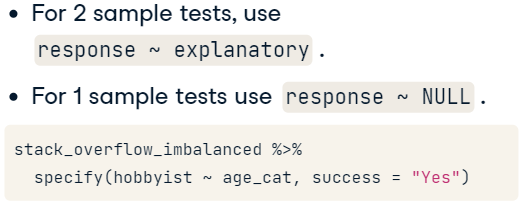 • For 2 sample tests, use
response ~ explanatory .
• For 1 sample tests use response ~ NULL .
stack_overflow_imbalanced %>%
  specify(hobbyist ~ age_cat, success = "Yes")